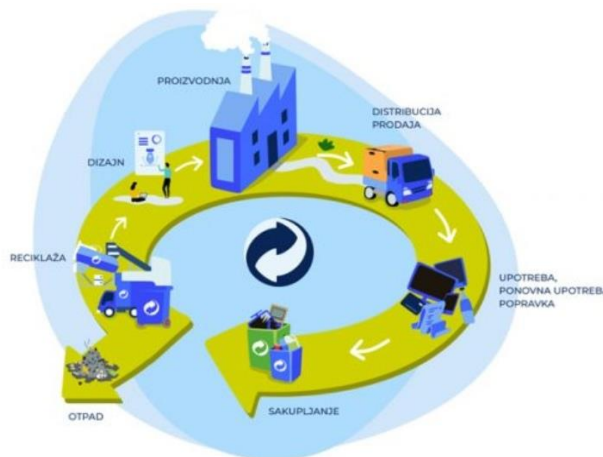 PROIZVODNJA
DISTRIBUCIJA
PRODAJA
DIZAJN
RECIKLAŽA
UPOTREBA,
PONOVNA UPOTREB
POPRAVKA
SAKUPLJANJE
OTPAD